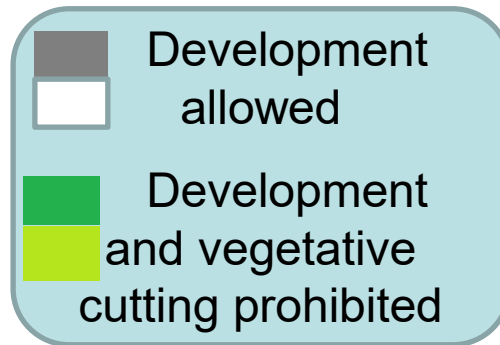 Development
allowed
Development
and vegetative
cutting prohibited